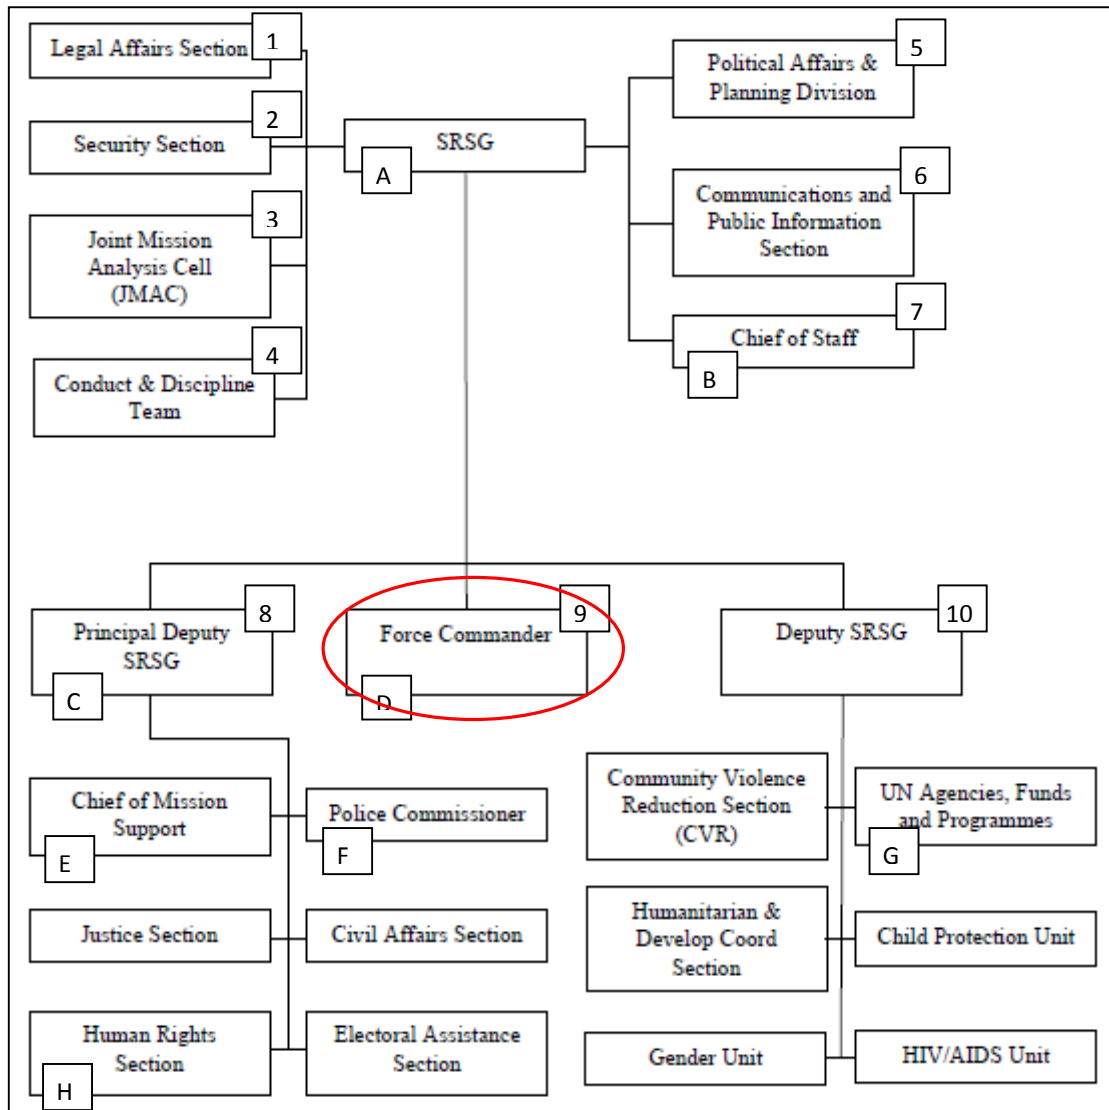 Legal Affairs Section
1
Security Section
2
Joint Mission
Analysis Cell
(JMAC)
3
Conduct & Discipline
Team
4
SRSG
A
Political Affairs &
Planning Division
5
Communications and
Public Information
Section
6
Chief of Staff
7
B
Principal Deputy
SRSG
8
C
Force Commander
9
D
Deputy SRSG
10
Chief of Mission
Support
E
Police Commissioner
F
Justice Section
Civil Affairs Section
Human Rights
Section
H
Electoral Assistance
Section
Community Violence
Reduction Section
(CVR)
UN Agencies, Funds
and Programmes
G
Humanitarian &
Develop Coord
Section
Child Protection Unit
Gender Unit
HIV/AIDS Unit